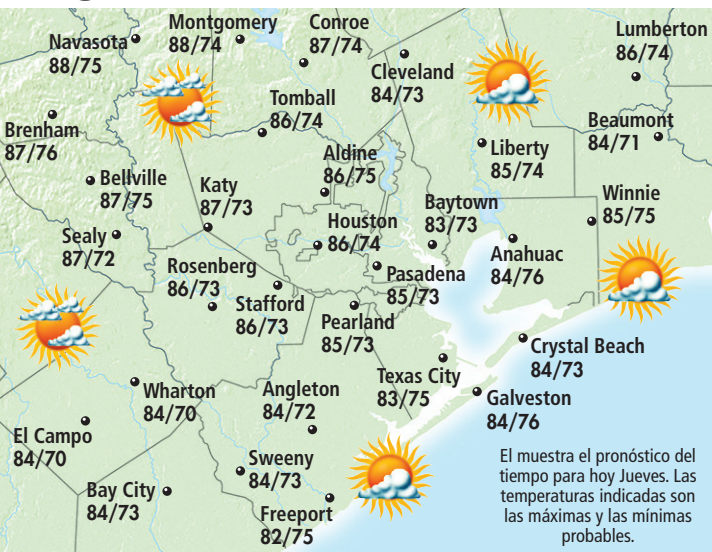 Montgomery
88/74
Conroe
87/74
Lumberton
86/74
Navasota
88/75
Cleveland
84/73
Tomball
86/74
Beaumont
84/71
Brenham
87/76
Liberty
85/74
Aldine
86/75
Bellville
87/75
Katy
87/73
Baytown
83/73
Winnie
85/75
Houston
86/74
Sealy
87/72
Anahuac
84/76
Rosenberg
86/73
Pasadena
85/73
Stafford
86/73
Pearland
85/73
Crystal Beach
84/73
Texas City
83/75
Wharton
84/70
Angleton
84/72
Galveston
84/76
El Campo
84/70
Sweeny
84/73
Bay City
84/73
Freeport
82/75
El muestra el pronóstico del
tiempo para hoy Jueves. Las
temperaturas indicadas son
las máximas y las mínimas
probables.